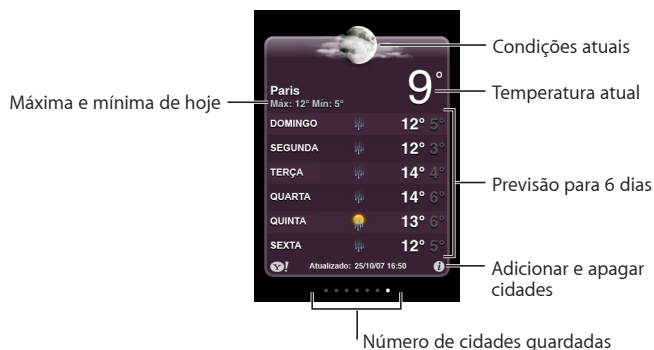 Condições atuais
Paris
Máx: 12° Mín: 5°
9°
Máxima e mínima de hoje
Temperatura atual
DOMINGO 12° 5°
SEGUNDA 12° 3°
TERÇA 14° 4°
QUARTA 14° 6°
QUINTA 13° 6°
SEXTA 12° 5°
Previsão para 6 dias
Y! Atualizado: 25/10/07 16:50 i
Adicionar e apagar
cidades
Número de cidades guardadas